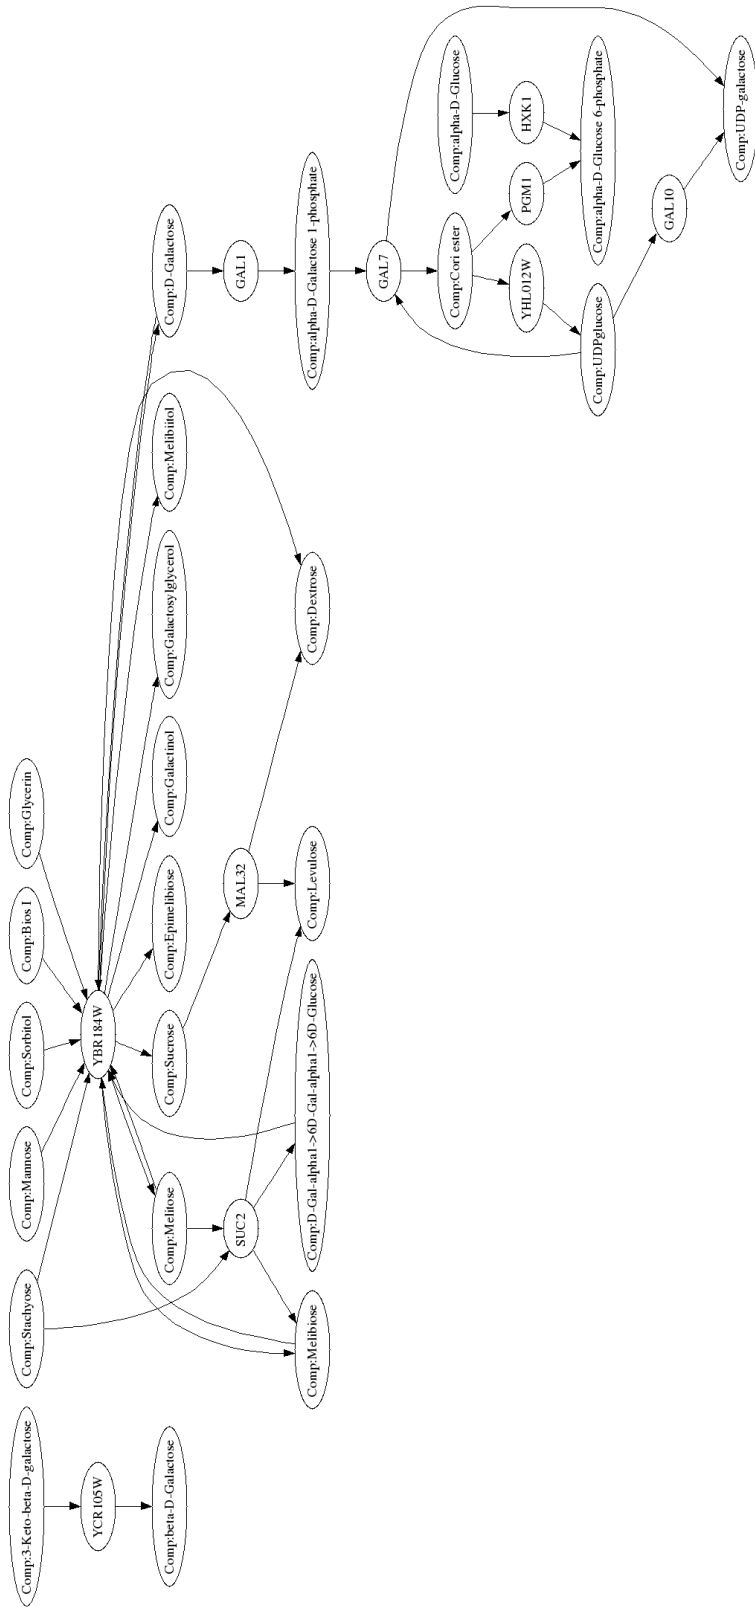 Comp:3-Keto-beta-D-galactose
Comp:Stachyose
Comp:Mannose
Comp:Sorbitol
Comp:Bios I
Comp:Glycerin
YCR105W
YBR184W
Comp:beta-D-Galactose
Comp:Melitose
Comp:Sucrose
Comp:Epimelibiose
Comp:Galactinol
Comp:Galactosylglycerol
Comp:Melibiitol
Comp:D-Galactose
SUC2
MAL32
GAL1
Comp:Melibiose
Comp:D-Gal-alpha1->6D-Gal-alpha1->6D-Glucose
Comp:Levulose
Comp:Dextrose
Comp:alpha-D-Galactose 1-phosphate
GAL7
Comp:Cori ester
Comp:alpha-D-Glucose
YHL012W
PGM1
HXK1
Comp:UDPglucose
Comp:alpha-D-Glucose 6-phosphate
GAL10
Comp:UDP-galactose